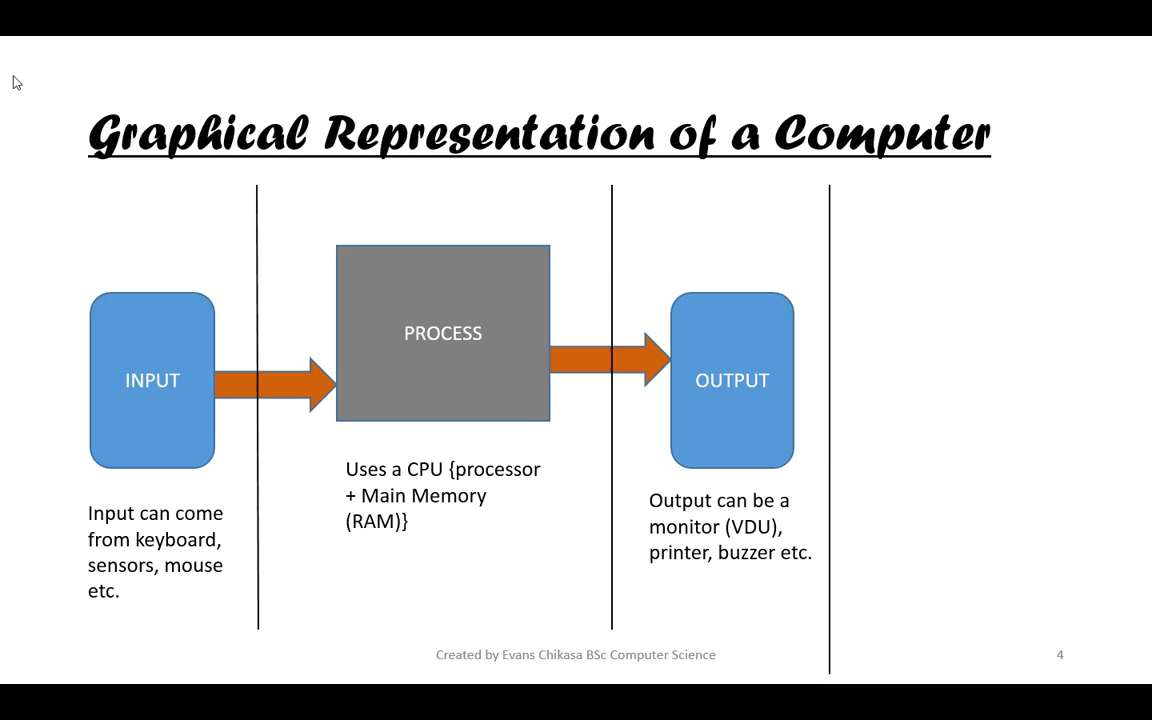 Graphical Representation of a Computer
INPUT
PROCESS
OUTPUT
Input can come
from keyboard,
sensors, mouse
etc.
Uses a CPU {processor
+ Main Memory
(RAM)}
Output can be a
monitor (VDU),
printer, buzzer etc.
Created by Evans Chikasa BSc Computer Science
4